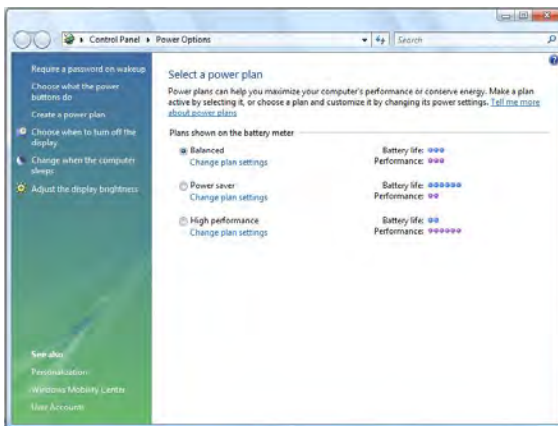 Control Panel ▸ Power Options
Search
Require a password on wakeup
Choose what the power
buttons do
Create a power plan
Choose when to turn off the
display
Change when the computer
sleeps
Adjust the display brightness
See also
Personalization
Windows Mobility Center
User Accounts
Select a power plan
Power plans can help you maximize your computer's performance or conserve energy. Make a plan
active by selecting it, or choose a plan and customize it by changing its power settings. Tell me more
about power plans
Plans shown on the battery meter
Balanced
Battery life:
Change plan settings
Performance:
Power saver
Battery life:
Change plan settings
Performance:
High performance
Battery life:
Change plan settings
Performance: